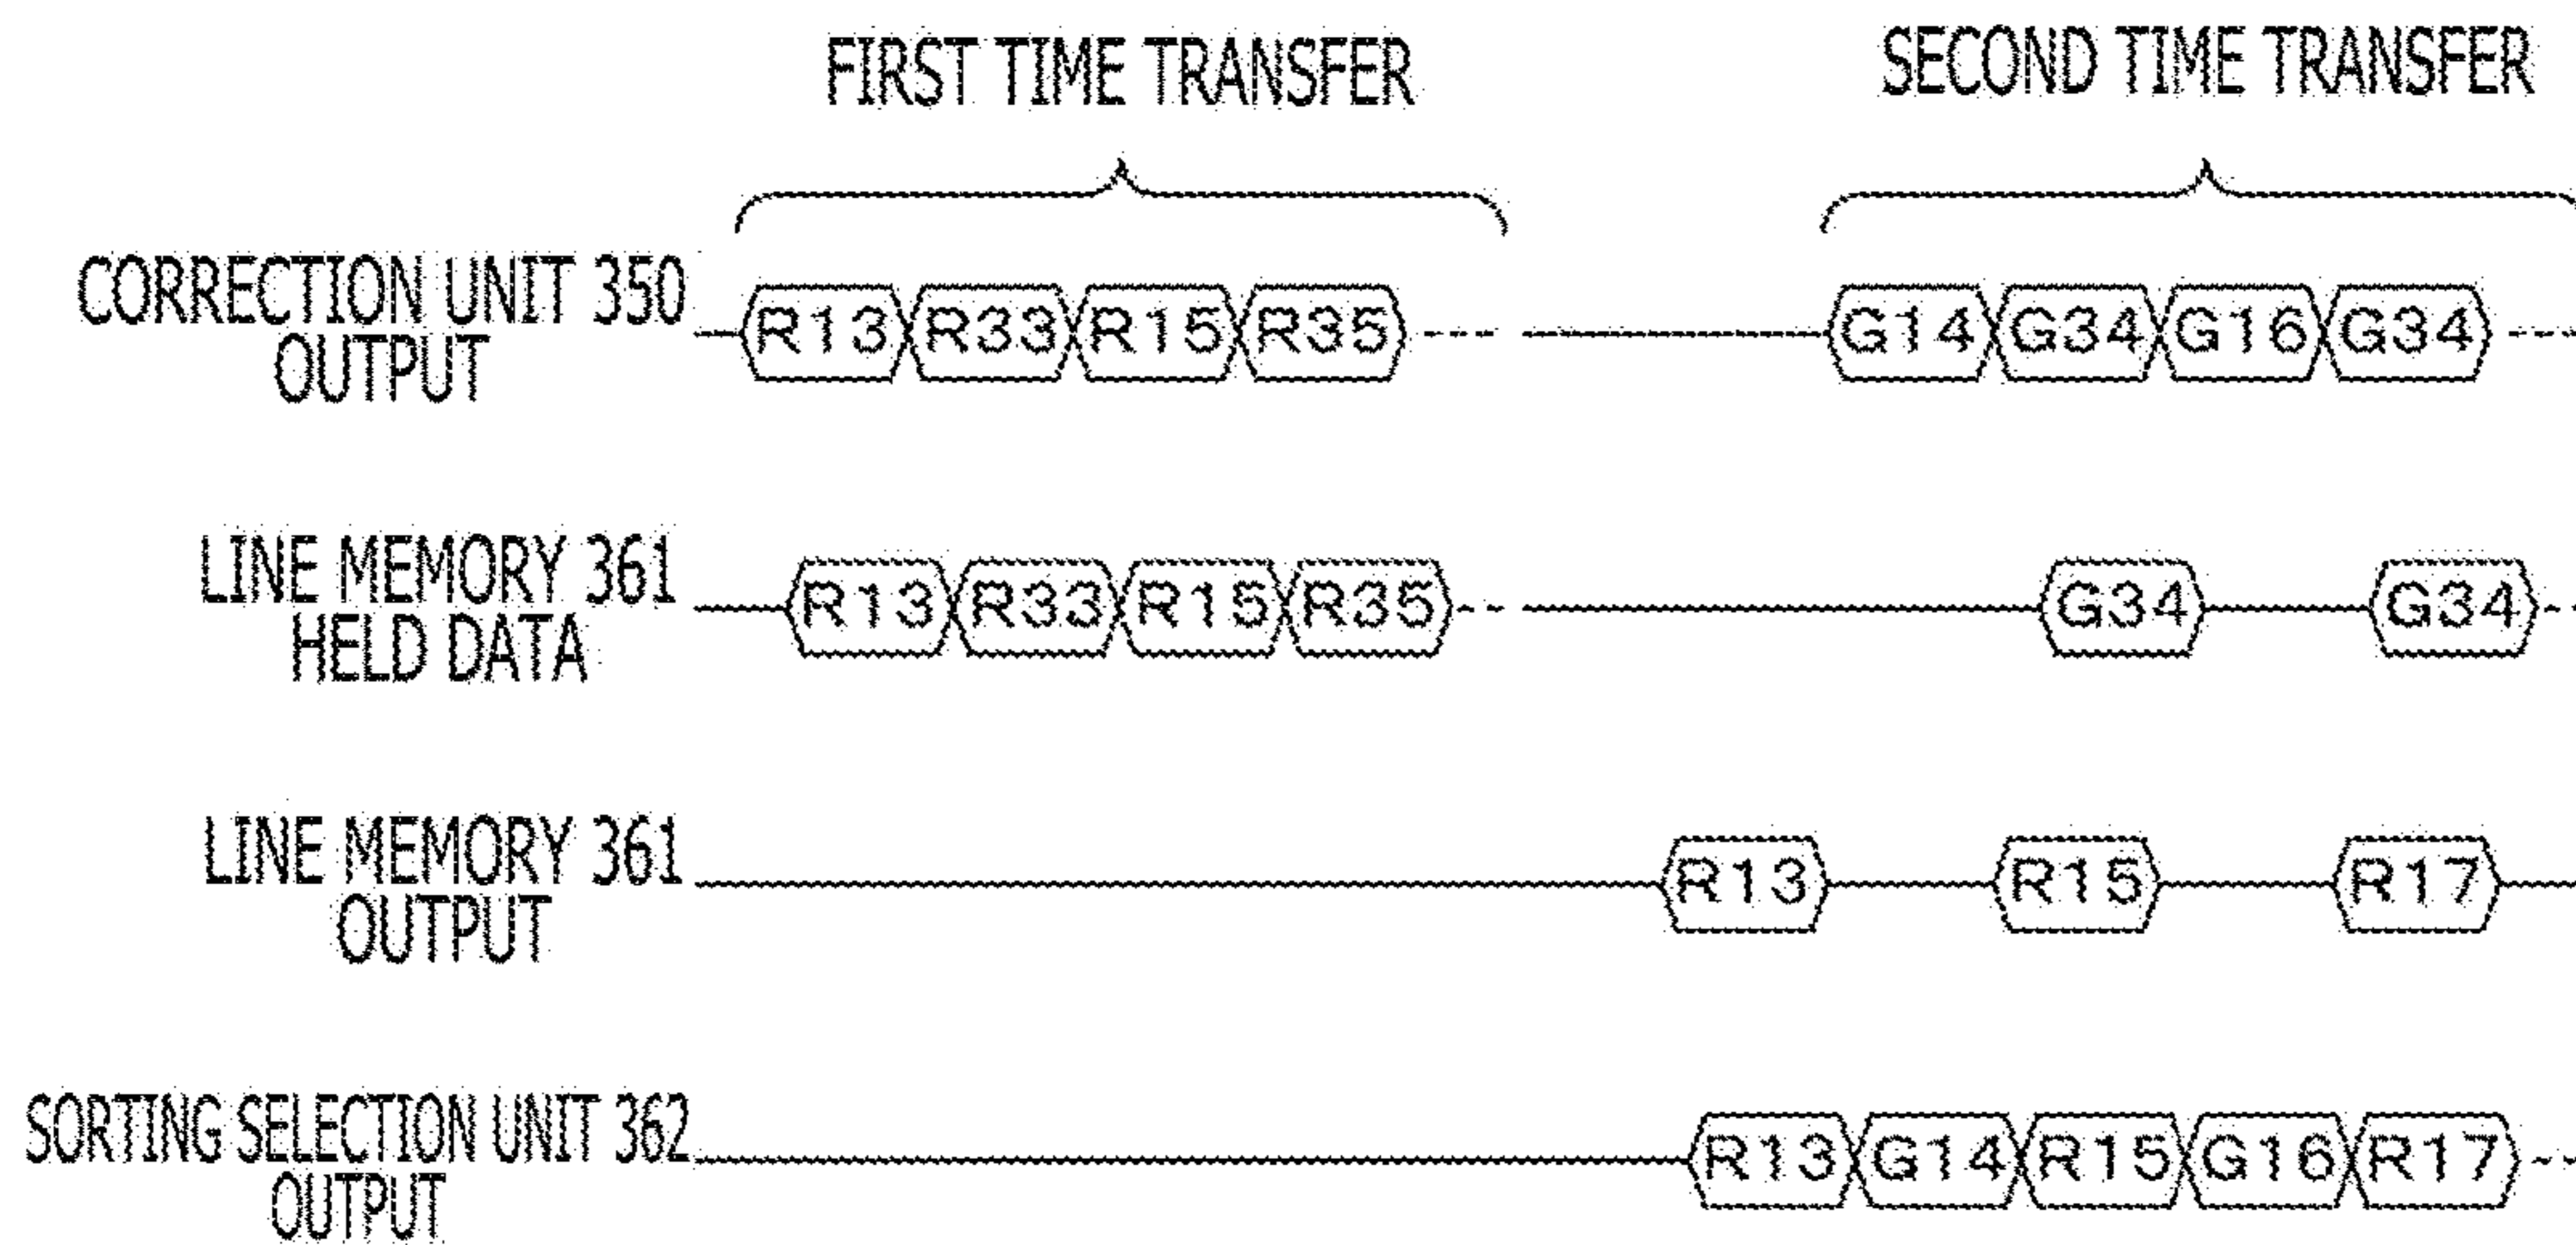 FIRST TIME TRANSFER
SECOND TIME TRANSFER
CORRECTION UNIT 350
OUTPUT
R13 R33 R15 R35 G14 G34 G16 G34
LINE MEMORY 361
HELD DATA
R13 R33 R15 R35 G34 G34
LINE MEMORY 361
OUTPUT
R13 R15 R17
SORTING SELECTION UNIT 362
OUTPUT
R13 G14 R15 G16 R17